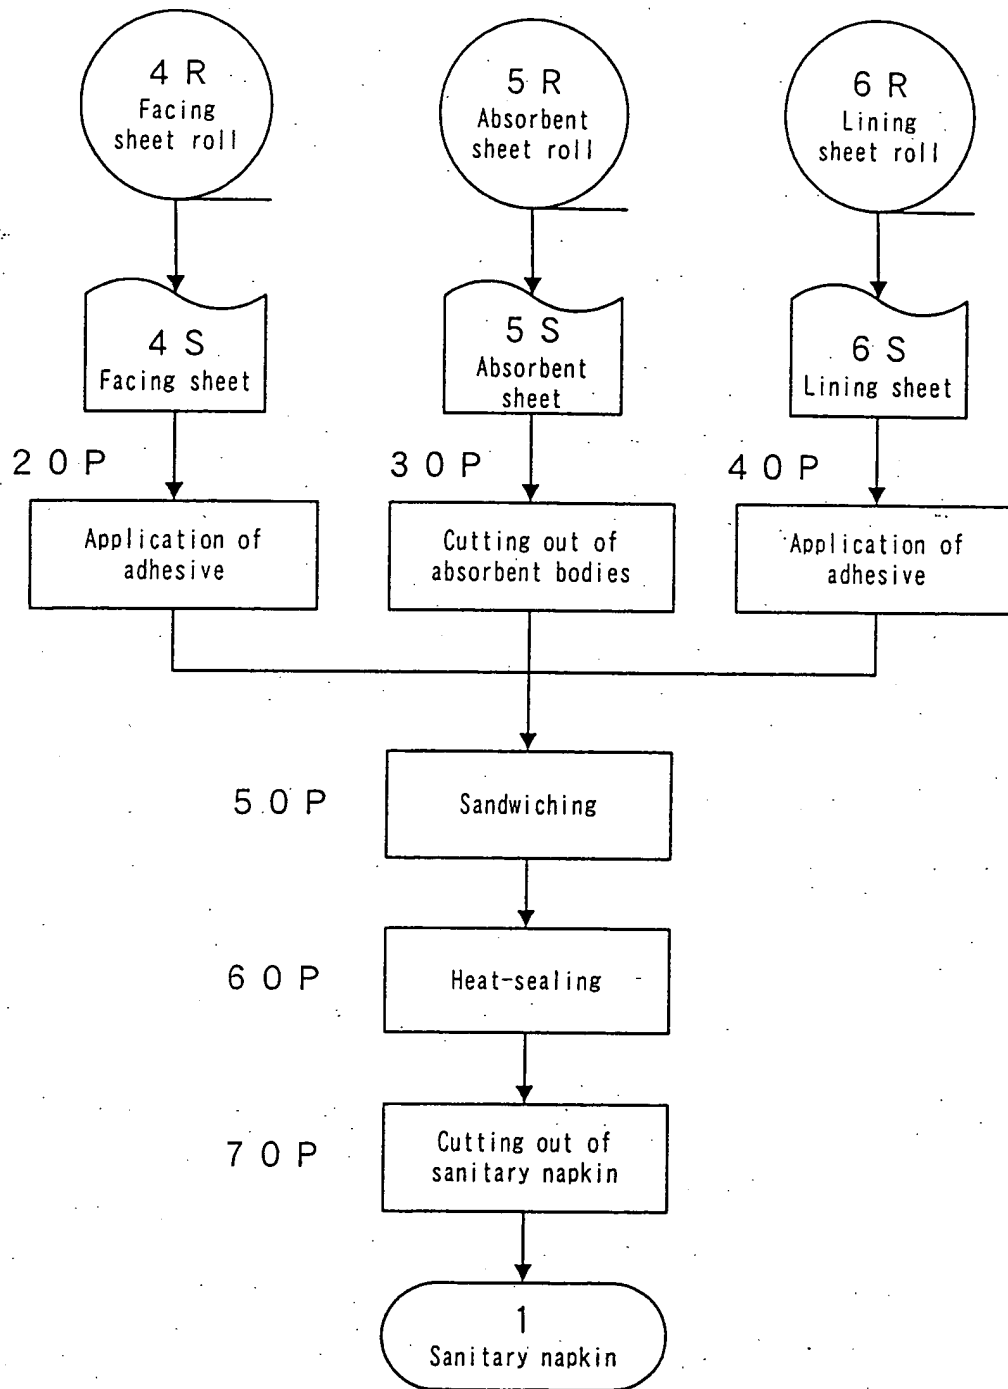 4 R
Facing
sheet roll
5 R
Absorbent
sheet roll
6 R
Lining
sheet roll
4 S
Facing sheet
5 S
Absorbent
sheet
6 S
Lining sheet
2 0 P
Application of
adhesive
3 0 P
Cutting out of
absorbent bodies
4 0 P
Application of
adhesive
5 0 P
Sandwiching
6 0 P
Heat-sealing
7 0 P
Cutting out of
sanitary napkin
1
Sanitary napkin